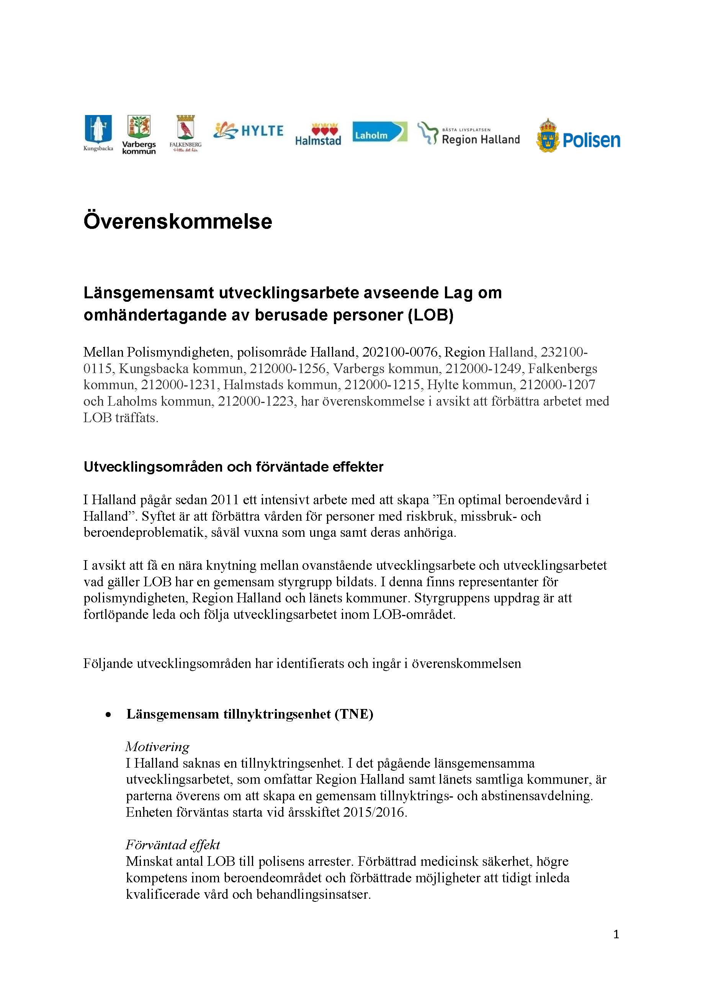 Kungsbacka
Varbergs
kommun
FALKENBERG
Hitta det här
HYLTE
Halmstad
Laholm
BÄSTA LIVSPLATSEN
Region Halland
Polisen
Överenskommelse
Länsgemensamt utvecklingsarbete avseende Lag om
omhändertagande av berusade personer (LOB)
Mellan Polismyndigheten, polisområde Halland, 202100-0076, Region Halland, 232100-
0115, Kungsbacka kommun, 212000-1256, Varbergs kommun, 212000-1249, Falkenbergs
kommun, 212000-1231, Halmstads kommun, 212000-1215, Hylte kommun, 212000-1207
och Laholms kommun, 212000-1223, har överenskommelse i avsikt att förbättra arbetet med
LOB träffats.
Utvecklingsområden och förväntade effekter
I Halland pågår sedan 2011 ett intensivt arbete med att skapa ”En optimal beroendevård i
Halland”. Syftet är att förbättra vården för personer med riskbruk, missbruk- och
beroendeproblematik, såväl vuxna som unga samt deras anhöriga.
I avsikt att få en nära knytning mellan ovanstående utvecklingsarbete och utvecklingsarbetet
vad gäller LOB har en gemensam styrgrupp bildats. I denna finns representanter för
polismyndigheten, Region Halland och länets kommuner. Styrgruppens uppdrag är att
fortlöpande leda och följa utvecklingsarbetet inom LOB-området.
Följande utvecklingsområden har identifierats och ingår i överenskommelsen
• Länsgemensam tillnyktringsenhet (TNE)
Motivering
I Halland saknas en tillnyktringsenhet. I det pågående länsgemensamma
utvecklingsarbetet, som omfattar Region Halland samt länets samtliga kommuner, är
parterna överens om att skapa en gemensam tillnyktrings- och abstinensavdelning.
Enheten förväntas starta vid årsskiftet 2015/2016.
Förväntad effekt
Minskat antal LOB till polisens arrester. Förbättrad medicinsk säkerhet, högre
kompetens inom beroendeområdet och förbättrade möjligheter att tidigt inleda
kvalificerade vård och behandlingsinsatser.
1